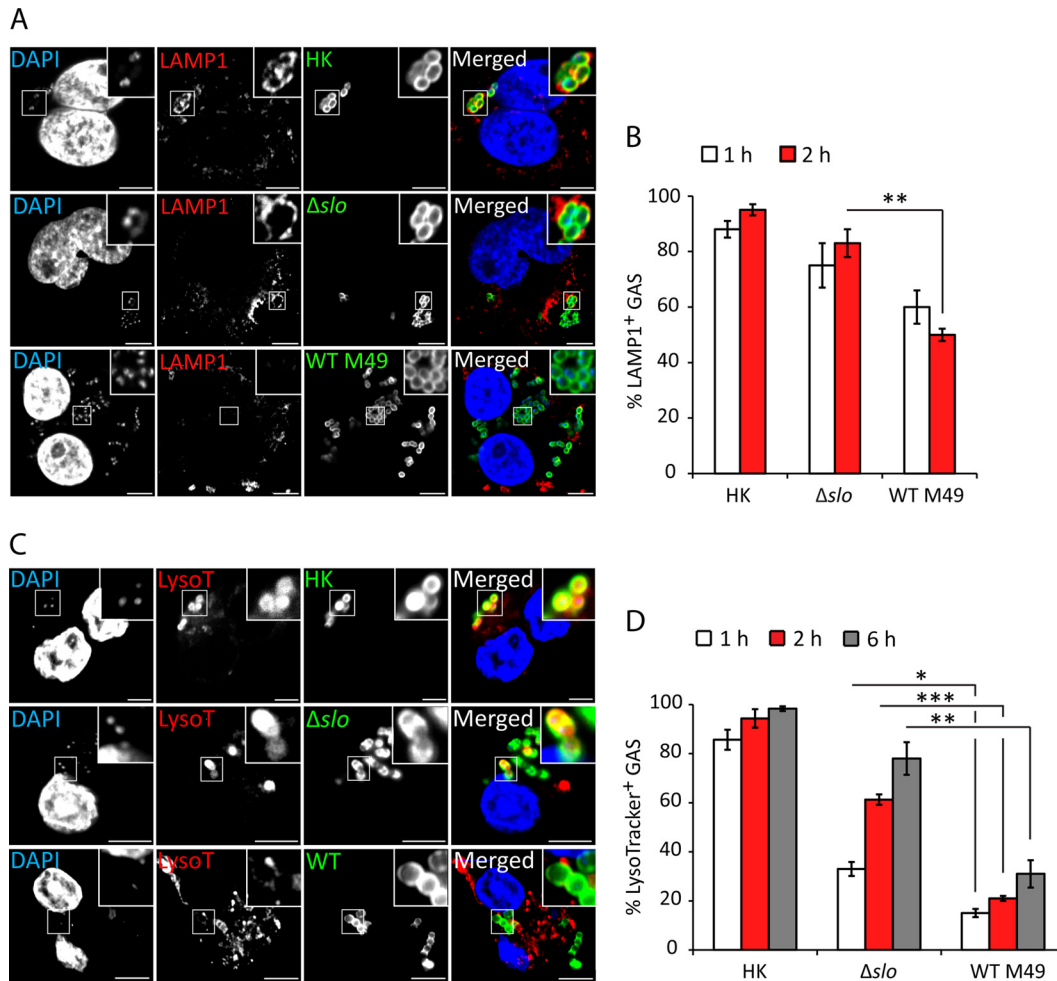 A
DAPI LAMP1 HK Merged
DAPI LAMP1 Δslo Merged
DAPI LAMP1 WT M49 Merged
B
1 h 2 h
% LAMP1+ GAS
100
80
60
40
20
0
**
HK Δslo WT M49
C
DAPI LysoT HK Merged
DAPI LysoT Δslo Merged
DAPI LysoT WT Merged
D
1 h 2 h 6 h
% LysoTracker+ GAS
100
80
60
40
20
0
*
***
**
HK Δslo WT M49